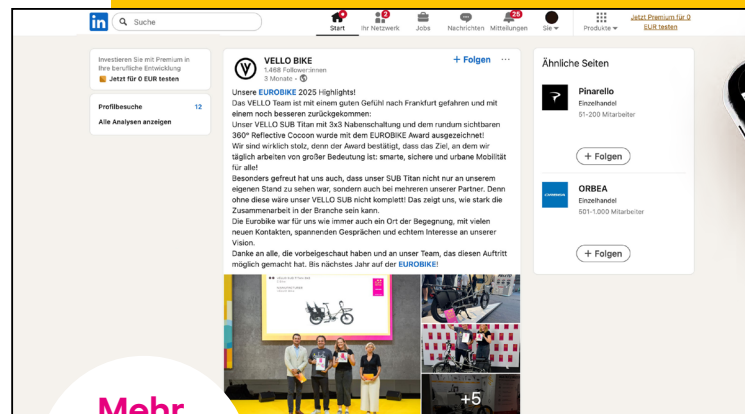 in
Suche
Start
2
Ihr Netzwerk
Jobs
Nachrichten
25
Mitteilungen
Sie
Produkte
Jetzt Premium für 0
EUR testen
Investieren Sie mit Premium in
Ihre berufliche Entwicklung
Jetzt für 0 EUR testen
Profilbesuche 12
Alle Analysen anzeigen
VELLO BIKE
1.468 Follower:innen
3 Monate •
+ Folgen ...
Unsere EUROBIKE 2025 Highlights!
Das VELLO Team ist mit einem guten Gefühl nach Frankfurt gefahren und mit
einem noch besseren zurückgekommen:
Unser VELLO SUB Titan mit 3x3 Nabenschaltung und dem rundum sichtbaren
360° Reflective Cocoon wurde mit dem EUROBIKE Award ausgezeichnet!
Wir sind wirklich stolz, denn der Award bestätigt, dass das Ziel, an dem wir
täglich arbeiten von großer Bedeutung ist: smarte, sichere und urbane Mobilität
für alle!
Besonders gefreut hat uns auch, dass unser SUB Titan nicht nur an unserem
eigenen Stand zu sehen war, sondern auch bei mehreren unserer Partner. Denn
ohne diese wäre unser VELLO SUB nicht komplett! Das zeigt uns, wie stark die
Zusammenarbeit in der Branche sein kann.
Die Eurobike war für uns wie immer auch ein Ort der Begegnung, mit vielen
neuen Kontakten, spannenden Gesprächen und echtem Interesse an unserer
Vision.
Danke an alle, die vorbeigeschaut haben und an unser Team, das diesen Auftritt
möglich gemacht hat. Bis nächstes Jahr auf der EUROBIKE!
+5
Ähnliche Seiten
Pinarello
Einzelhandel
51-200 Mitarbeiter
+ Folgen
ORBEA
Einzelhandel
501-1.000 Mitarbeiter
+ Folgen
Mehr